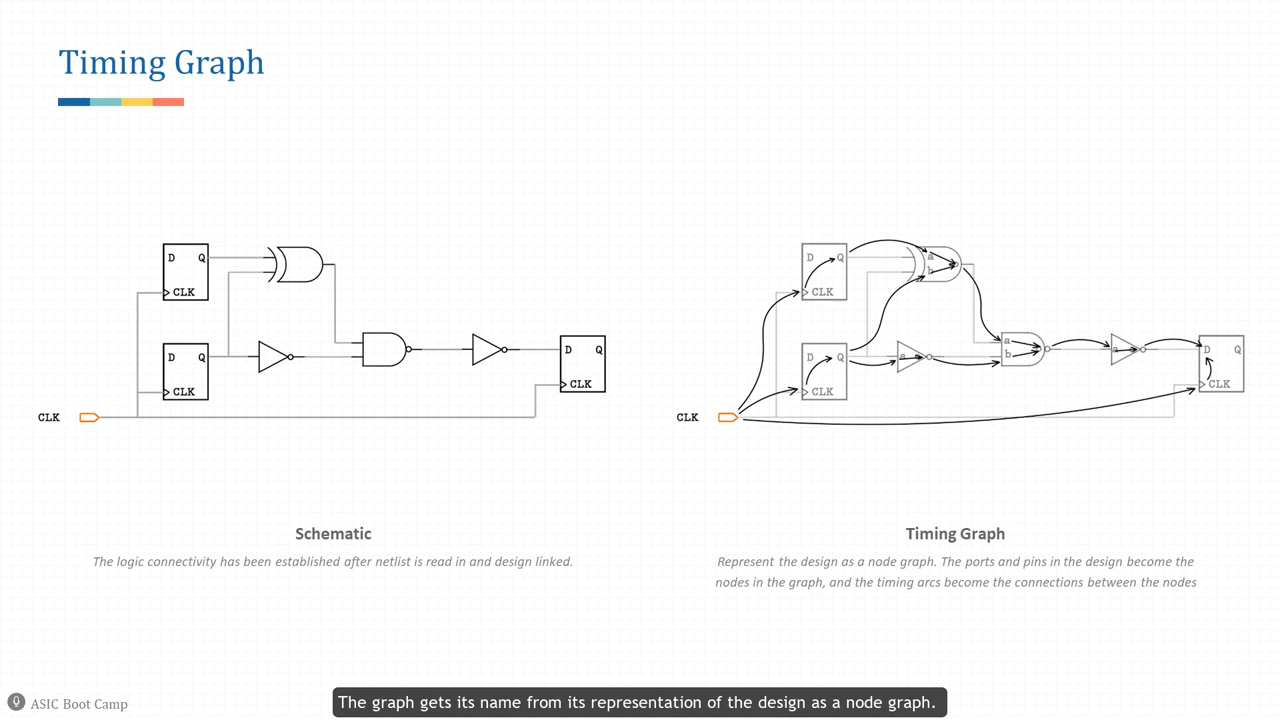 Timing Graph
D Q
CLK
D Q
CLK
D Q
CLK
CLK
D Q
CLK
a
b
D Q
CLK
a
a
b
a
D Q
CLK
CLK
Schematic
The logic connectivity has been established after netlist is read in and design linked.
Timing Graph
Represent the design as a node graph. The ports and pins in the design become the
nodes in the graph, and the timing arcs become the connections between the nodes
ASIC Boot Camp
The graph gets its name from its representation of the design as a node graph.